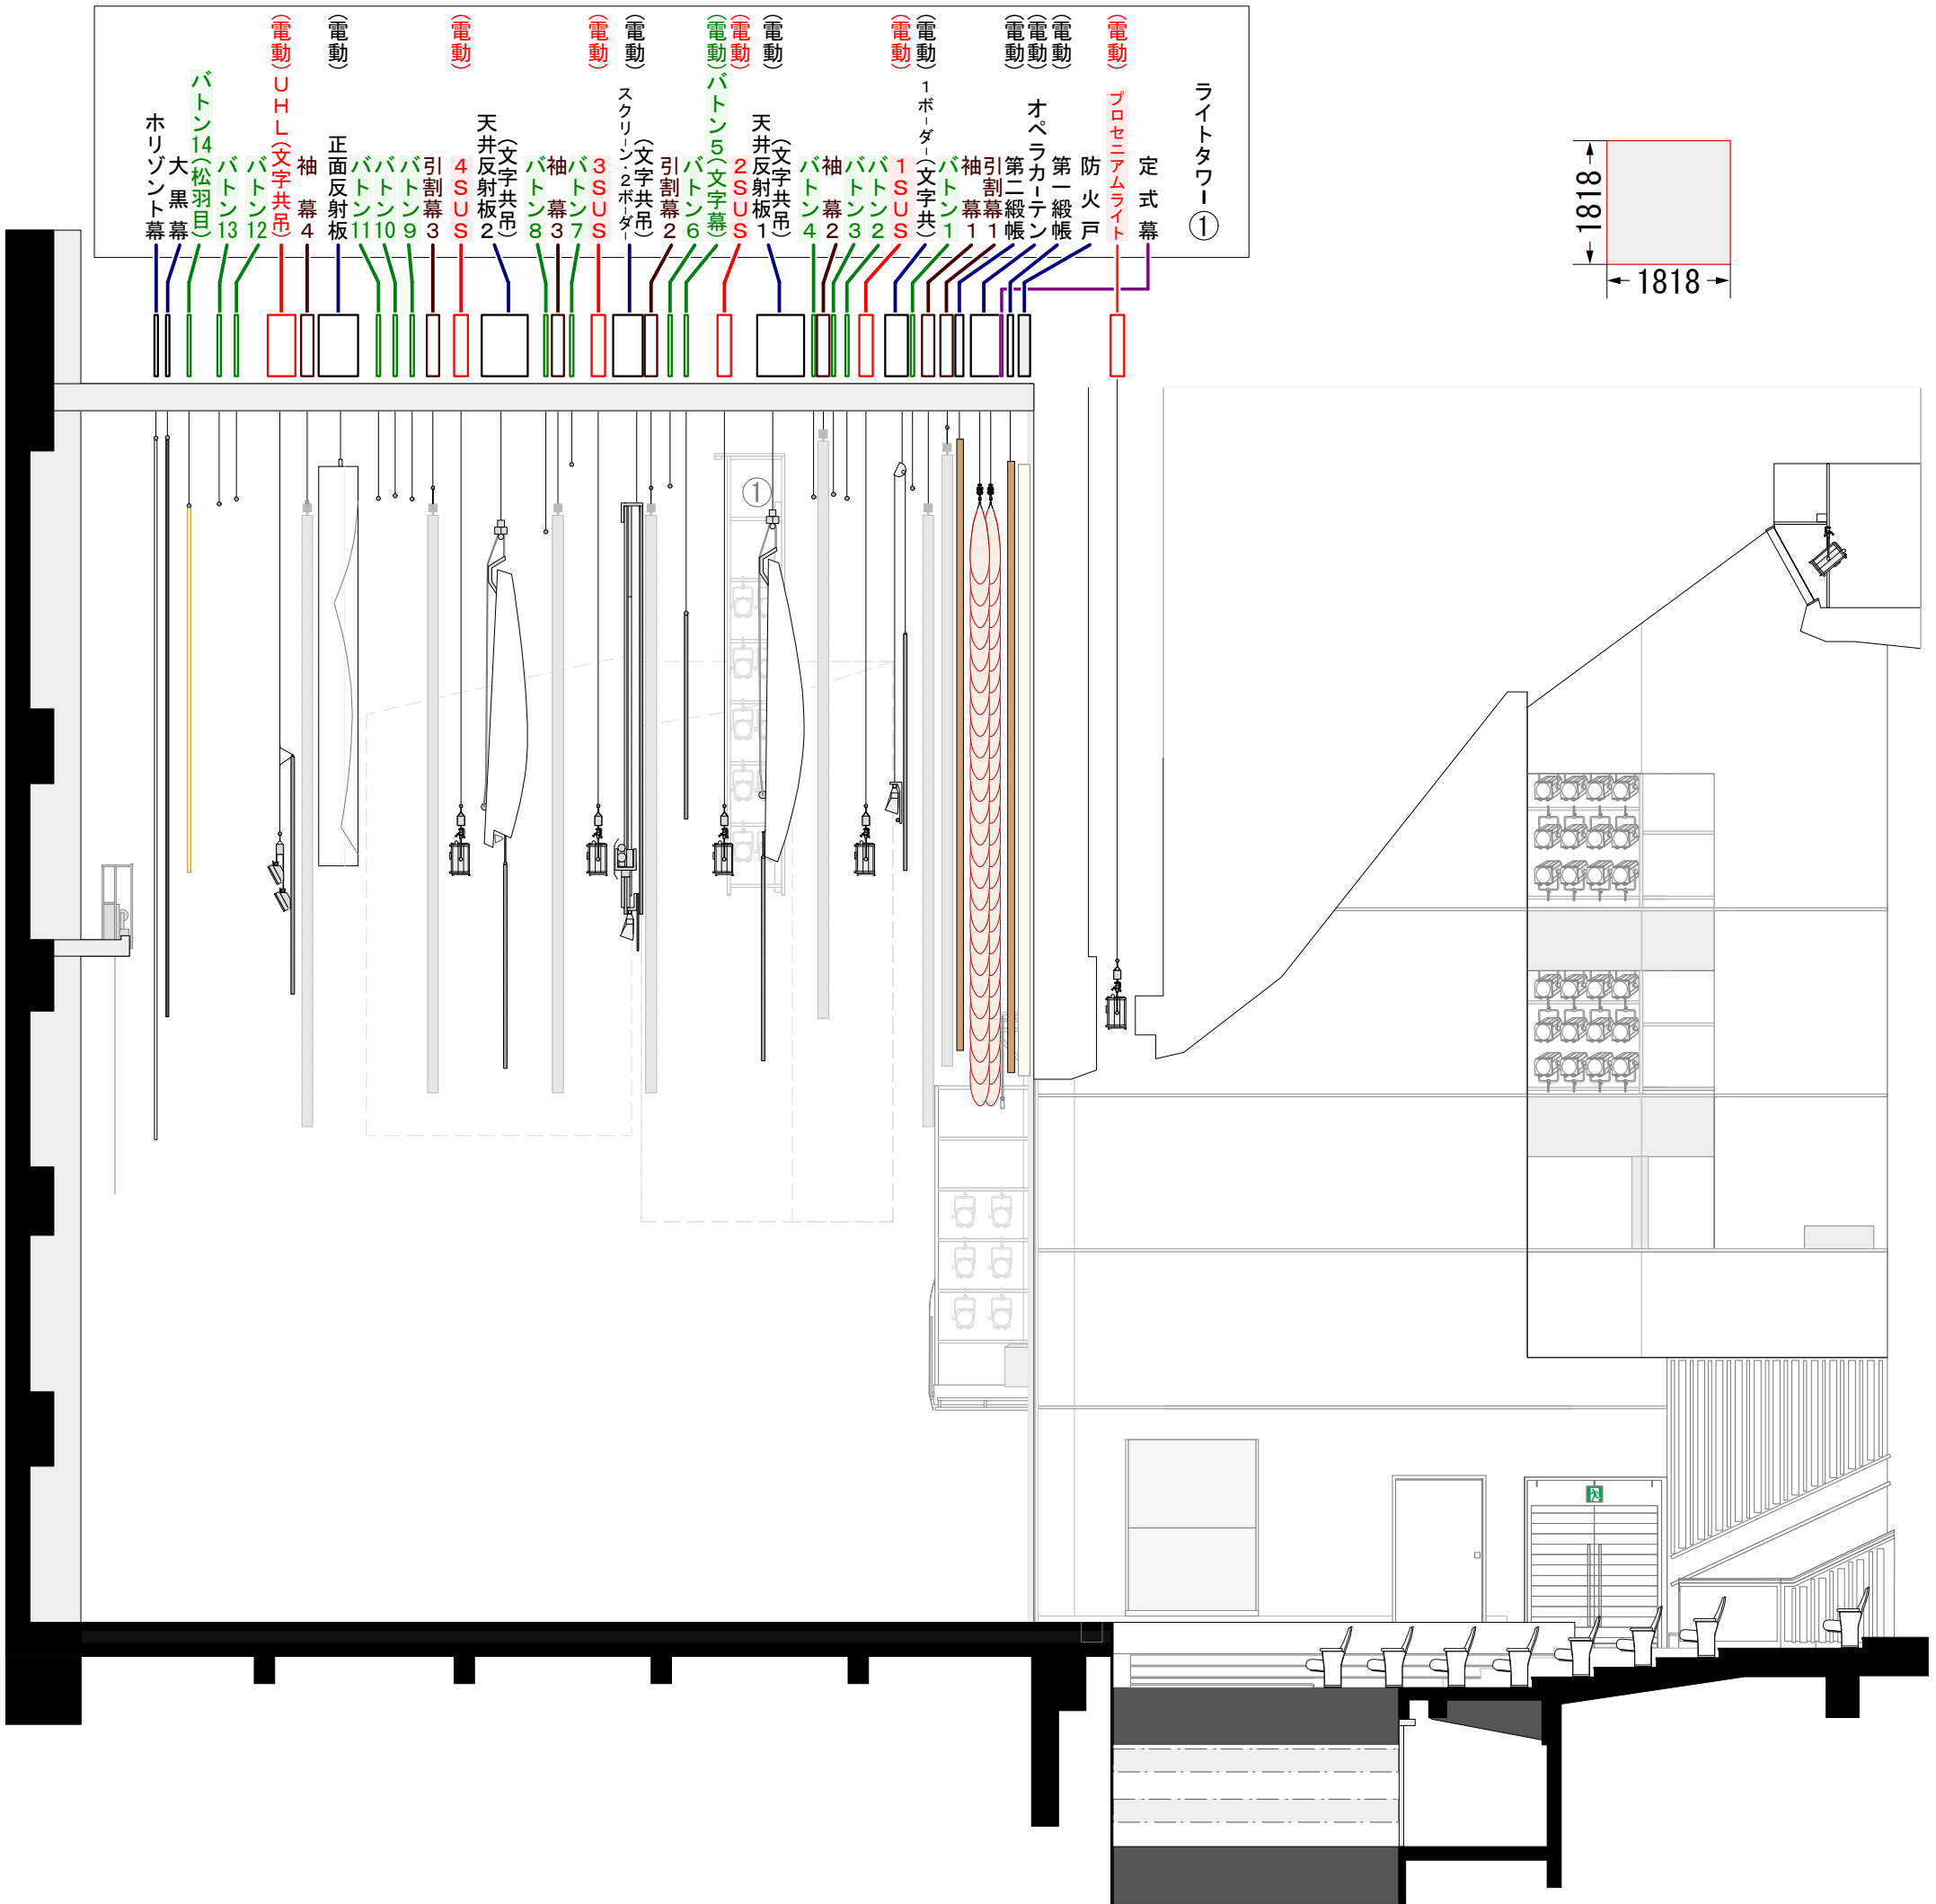 ライトタワー①
定式幕
(電動) プロセニアムライト
防火戸
(電動) 第一緞帳
(電動) オペラカーテン
(電動) 第二緞帳
引割幕1
袖幕1
バトン1
(電動) 1ボーダー(文字共)
(電動) 1SUS
バトン2
バトン3
袖幕2
バトン4
(電動) 天井反射板1(文字共吊)
(電動) 2SUS
(電動) バトン5(文字幕)
バトン6
引割幕2
(電動) スクリーン・2ボーダー(文字共吊)
(電動) 3SUS
バトン7
袖幕3
バトン8
天井反射板2(文字共吊)
(電動) 4SUS
引割幕3
バトン9
バトン10
バトン11
(電動) 正面反射板
袖幕4
(電動) UHL(文字共吊)
バトン12
バトン13
バトン14(松羽目)
大黒幕
ホリゾント幕
1818
1818
①